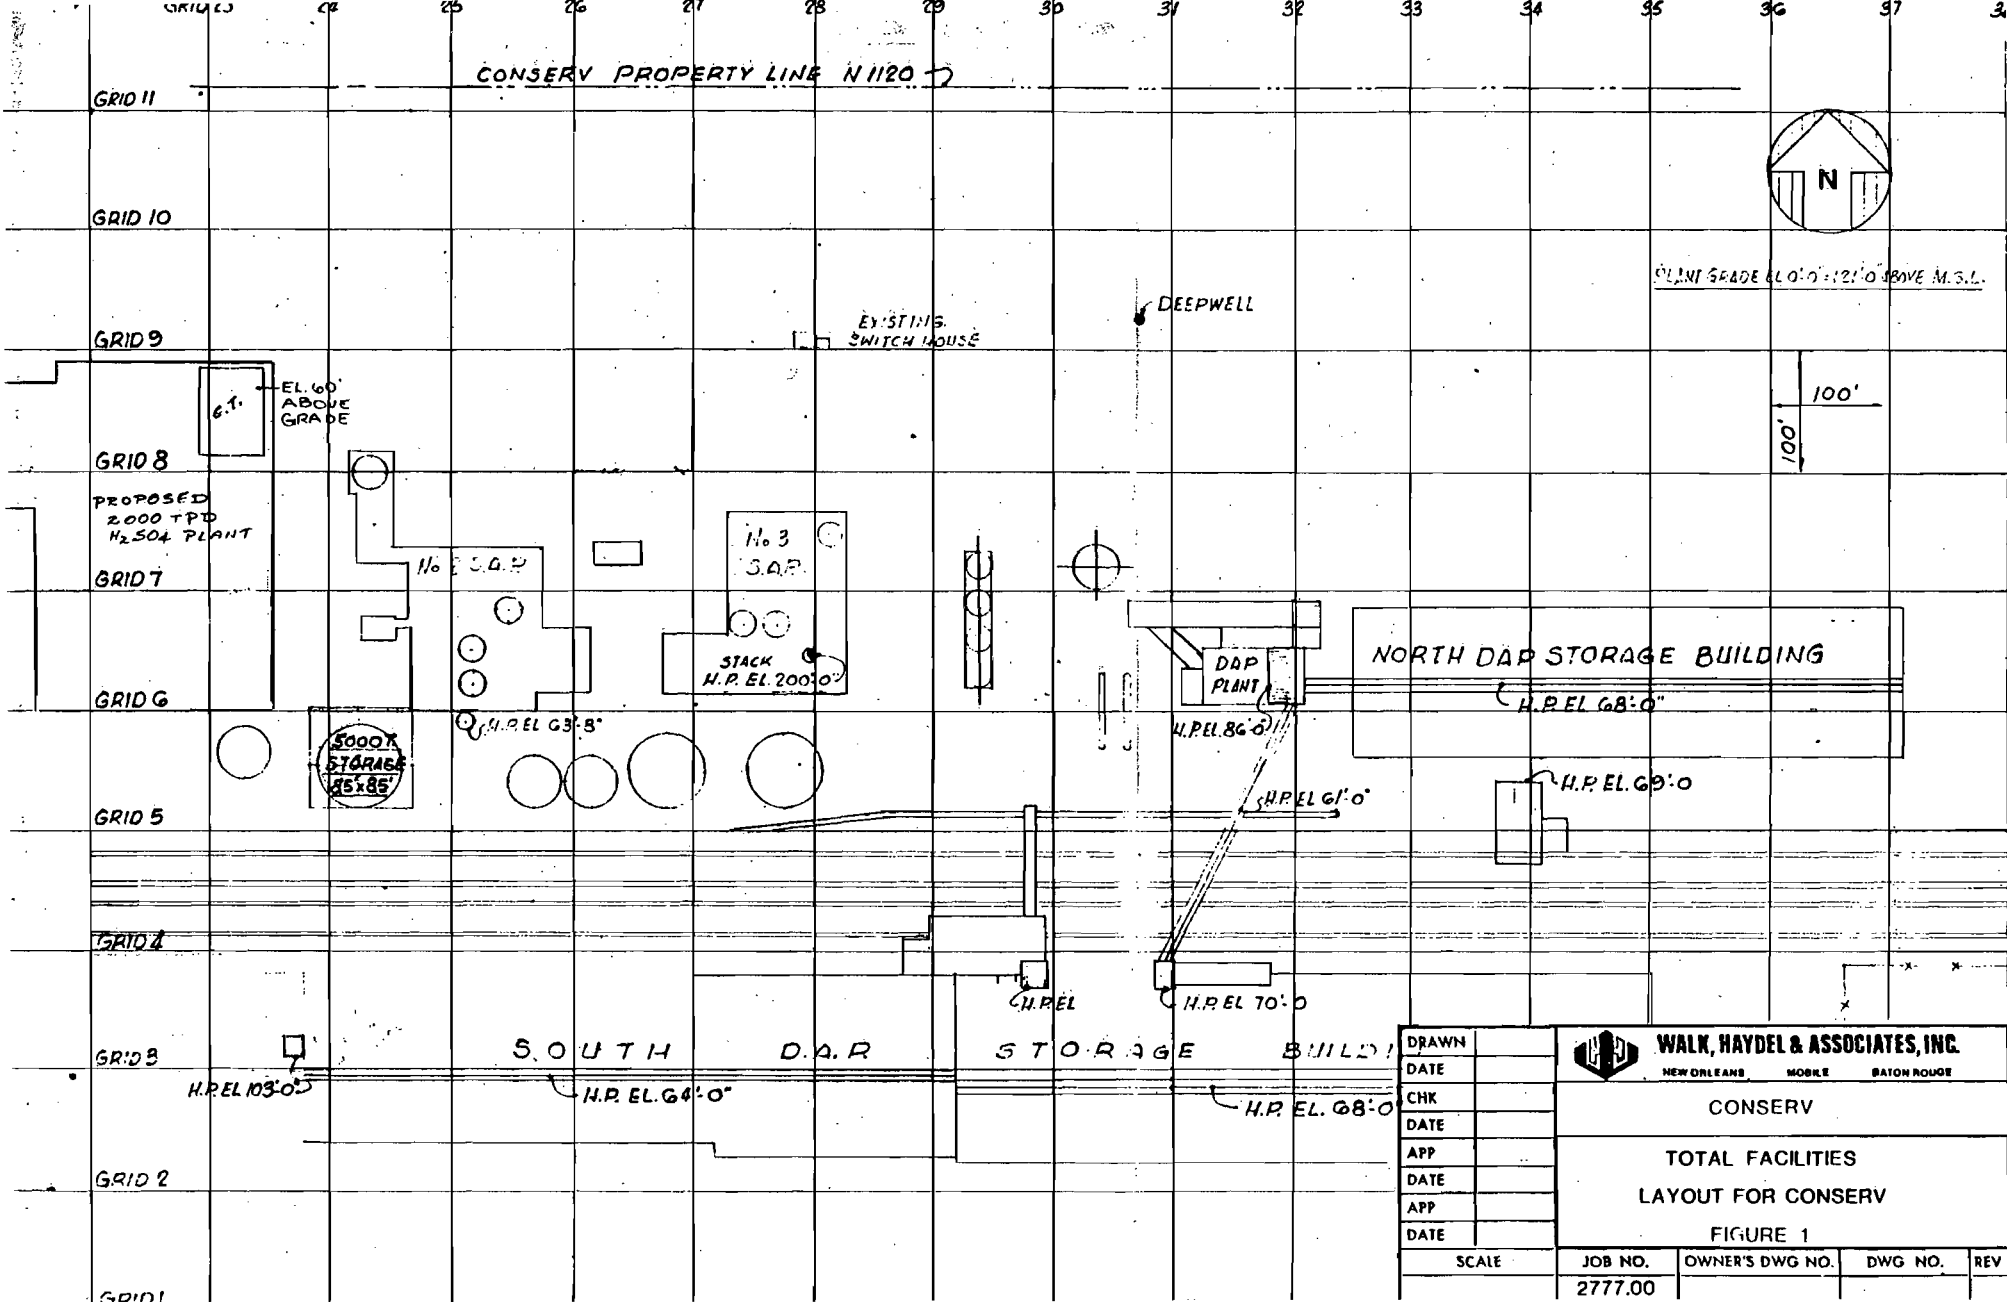 24 25 26 27 28 29 30 31 32 33 34 35 36 37
CONSERV PROPERTY LINE N 1120
GRID 11
N
GRID 10
PLANT GRADE EL 0'-0" = 121'-0 ABOVE M.S.L.
DEEPWELL
EXISTING
SWITCH HOUSE
GRID 9
EL. 60'
ABOVE
GRADE
100'
100'
GRID 8
PROPOSED
2000 TPD
H2SO4 PLANT
No 3
S.A.P.
No S.A.P
GRID 7
NORTH DAP STORAGE BUILDING
DAP
PLANT
STACK
H.P. EL. 200'-0"
GRID 6
H.P. EL 68'-0"
H.P. EL 63'-8"
H.P. EL. 86'-0
5000T
STORAGE
85'x85'
H.P. EL. 69'-0
H.P. EL 61'-0"
GRID 5
GRID 4
H.P. EL
H.P. EL 70'-0
SOUTH D.A.P STORAGE
GRID 3
H.P. EL 103'-0"
H.P. EL. 64'-0"
H.P. EL. 68'-0
GRID 2
GRID 1
DRAWN
DATE
CHK
DATE
APP
DATE
APP
DATE
SCALE
WALK, HAYDEL & ASSOCIATES, INC.
NEW ORLEANS MOBILE BATON ROUGE
CONSERV
TOTAL FACILITIES
LAYOUT FOR CONSERV
FIGURE 1
JOB NO. OWNER'S DWG NO. DWG NO. REV
2777.00